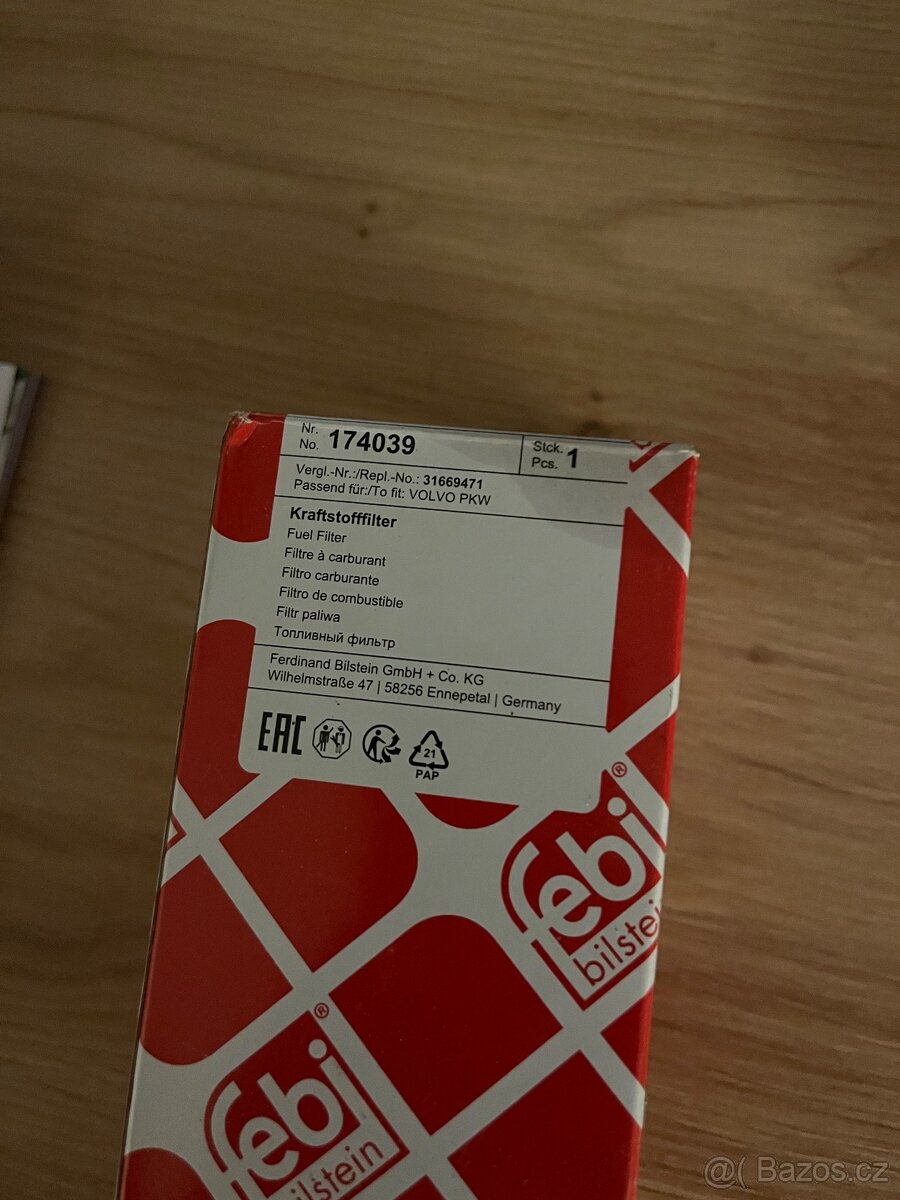 Nr.
No. 174039
Stck.
Pcs. 1
Vergl.-Nr.:/Repl.-No.: 31669471
Passend für:/To fit: VOLVO PKW
Kraftstofffilter
Fuel Filter
Filtre à carburant
Filtro carburante
Filtro de combustible
Filtr paliwa
Топливный фильтр
Ferdinand Bilstein GmbH + Co. KG
Wilhelmstraße 47 | 58256 Ennepetal | Germany
EAC
21
PAP
febi®
bilstei
febi®
bilstein
@( Bazos.cz